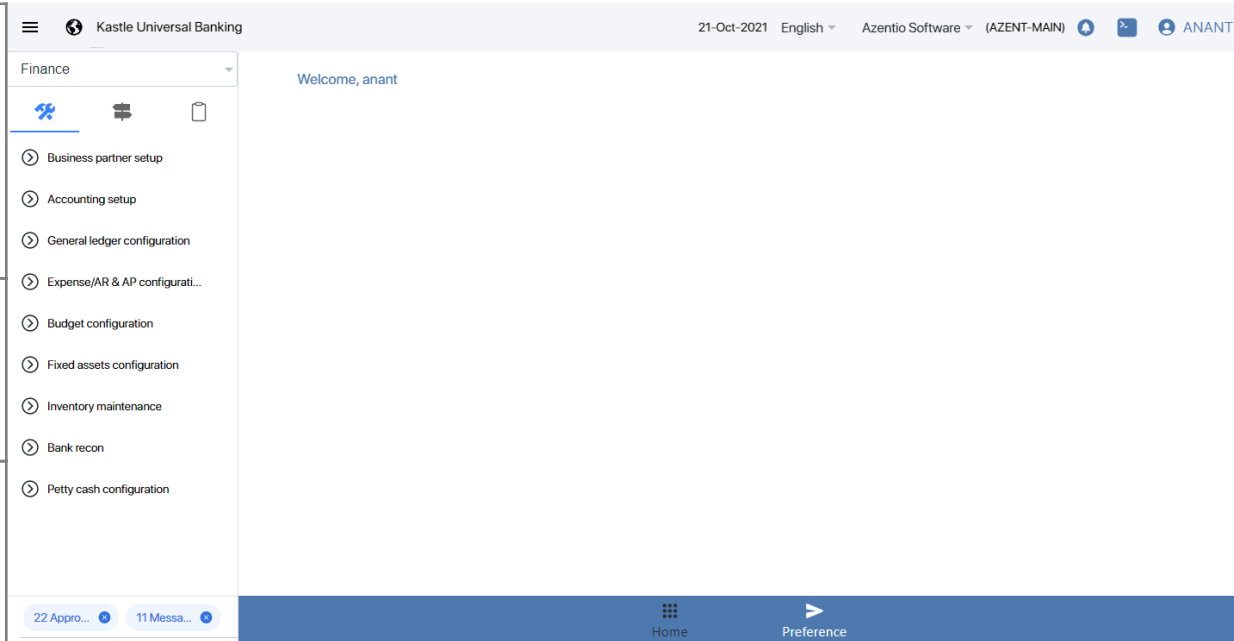 Kastle Universal Banking 21-Oct-2021 English Azentio Software (AZENT-MAIN) ANANT
Finance
Welcome, anant
Business partner setup
Accounting setup
General ledger configuration
Expense/AR & AP configurati...
Budget configuration
Fixed assets configuration
Inventory maintenance
Bank recon
Petty cash configuration
22 Appro... 11 Messa...
Home Preference